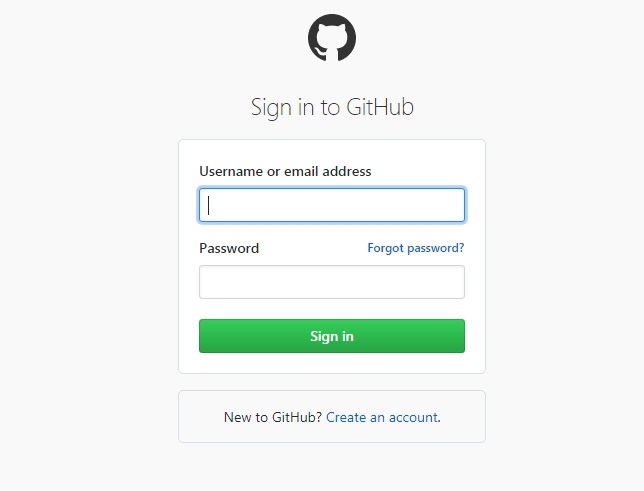 Sign in to GitHub
Username or email address
Password Forgot password?
Sign in
New to GitHub? Create an account.